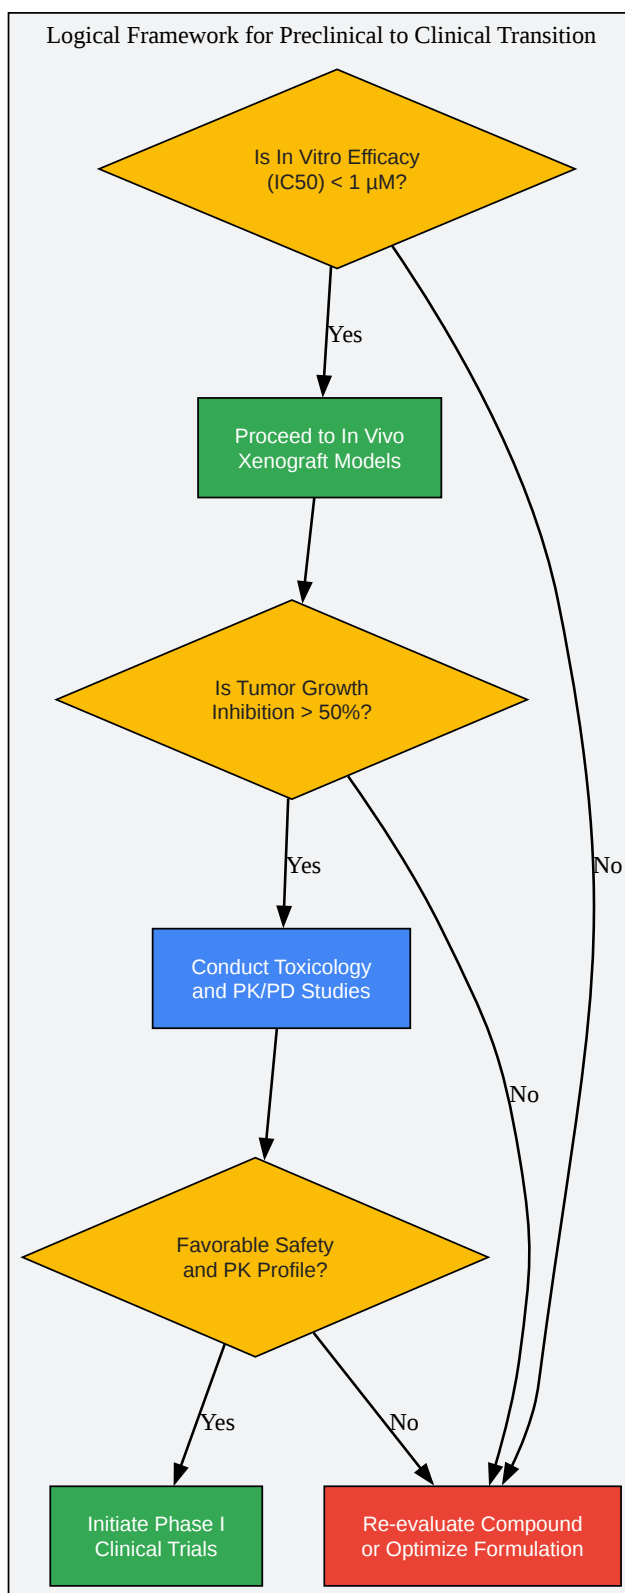 Logical Framework for Preclinical to Clinical Transition
Is In Vitro Efficacy
(IC50) < 1 µM?
Yes
Proceed to In Vivo
Xenograft Models
Is Tumor Growth
Inhibition > 50%?
Yes
No
Conduct Toxicology
and PK/PD Studies
No
Favorable Safety
and PK Profile?
Yes
No
Initiate Phase I
Clinical Trials
Re-evaluate Compound
or Optimize Formulation